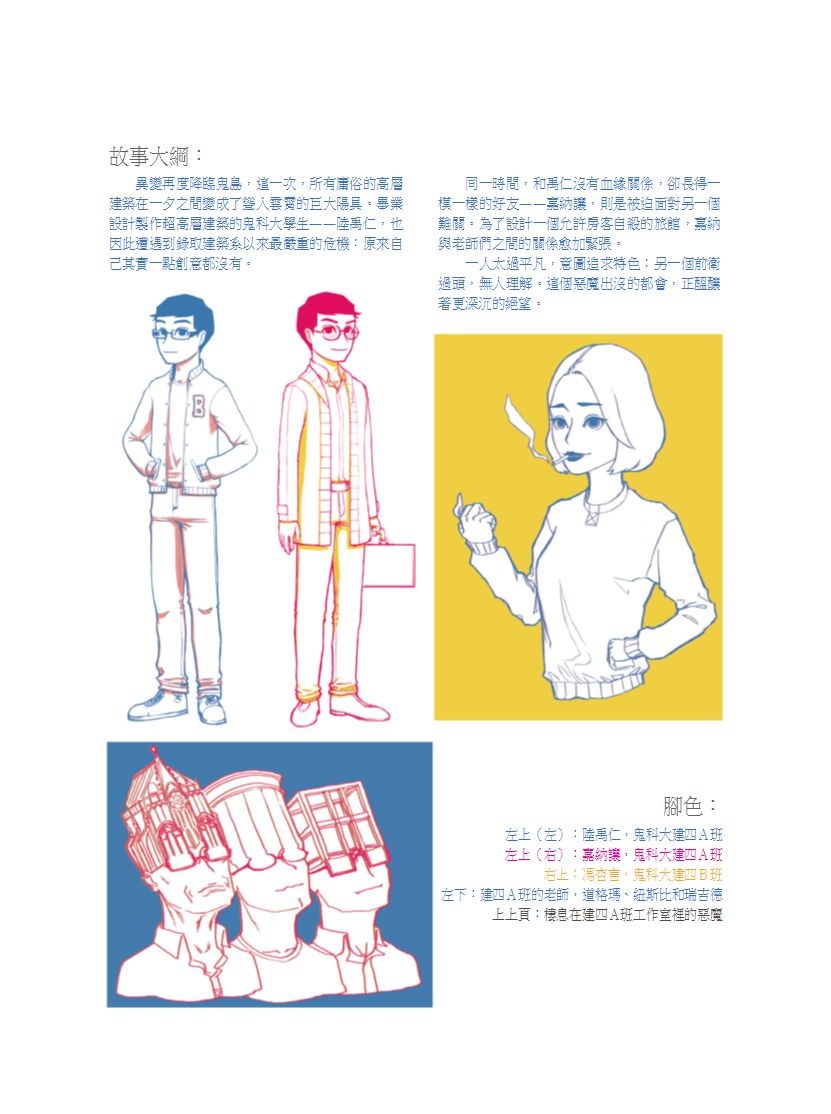 故事大綱：
異變再度降臨鬼島，這一次，所有庸俗的高層
建築在一夕之間變成了聳入雲霄的巨大陽具。畢業
設計製作超高層建築的鬼科大學生——陸禹仁，也
因此遭遇到錄取建築系以來最嚴重的危機：原來自
己其實一點創意都沒有。
同一時間，和禹仁沒有血緣關係，卻長得一
模一樣的好友——嘉納讓，則是被迫面對另一個
難關。為了設計一個允許房客自殺的旅館，嘉納
與老師們之間的關係愈加緊張。
一人太過平凡，意圖追求特色；另一個前衛
過頭，無人理解。這個惡魔出沒的都會，正醞釀
著更深沉的絕望。
B
腳色：
左上（左）：陸禹仁，鬼科大建四A班
左上（右）：嘉納讓，鬼科大建四A班
右上：馮杏言，鬼科大建四B班
左下：建四A班的老師，道格瑪、紐斯比和瑞吉德
上上頁：棲息在建四A班工作室裡的惡魔